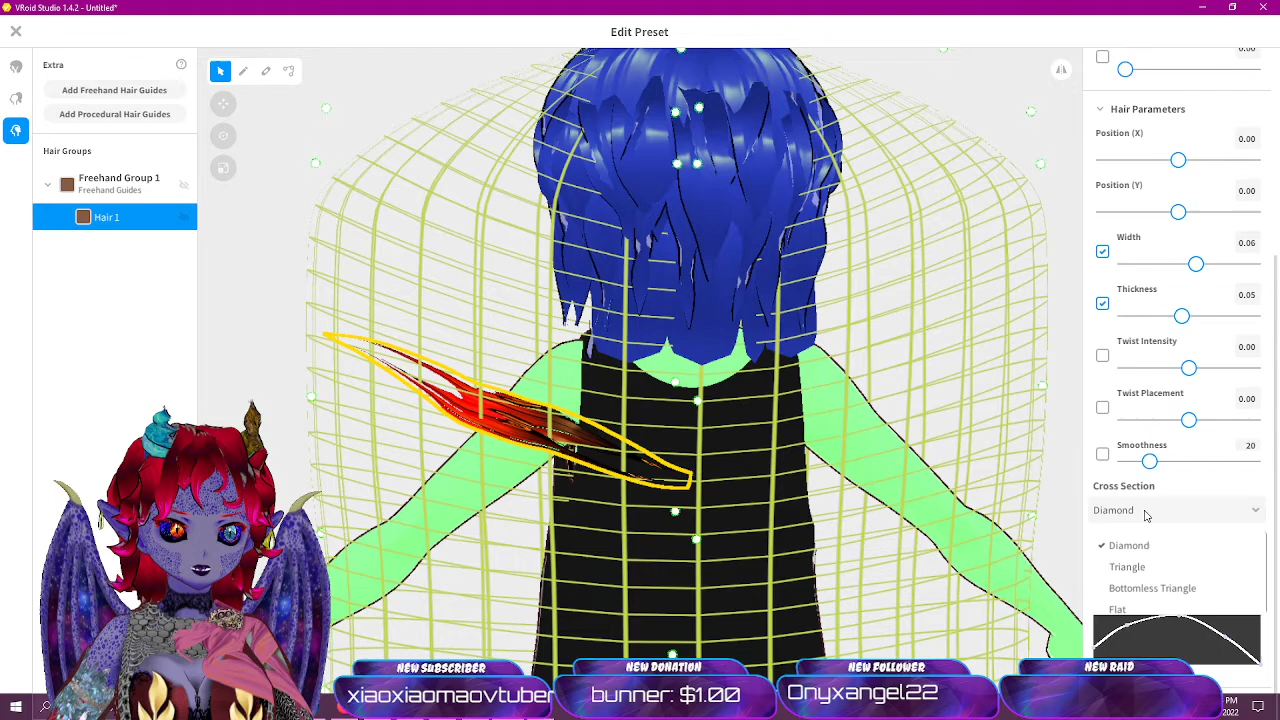 VRoid Studio 1.4.2 - Untitled*
Edit Preset
Extra
Add Freehand Hair Guides
Add Procedural Hair Guides
Hair Groups
Freehand Group 1
Freehand Guides
Hair 1
0.00
Hair Parameters
Position (X)
0.00
Position (Y)
0.00
Width
0.06
Thickness
0.05
Twist Intensity
0.00
Twist Placement
0.00
Smoothness
20
Cross Section
Diamond
Diamond
Triangle
Bottomless Triangle
Flat
NEW SUBSCRIBER
xiaoxiaomaovtuber
NEW DONATION
bunner: $1.00
NEW FOLLOWER
Onyxangel22
NEW RAID
PM
2022